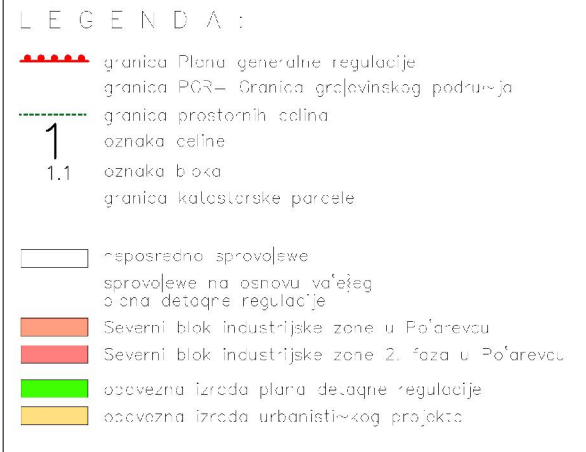 LEGENDA:
granica Plana generalne regulacije
granica PGR– Granica gra|evinskog podru~ja
granica prostornih celina
1 oznaka celine
1.1 oznaka bloka
granica katastarske parcele
neposredno sprovo|ewe
sprovo|ewe na osnovu va`e}eg
plana detaqne regulacije
Severni blok industrijske zone u Po`arevcu
Severni blok industrijske zone 2. faza u Po`arevcu
obavezna izrada plana detaqne regulacije
obavezna izrada urbanisti~kog projekta